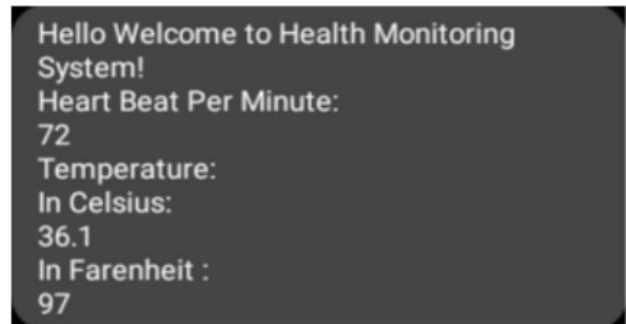 Hello Welcome to Health Monitoring
System!
Heart Beat Per Minute:
72
Temperature:
In Celsius:
36.1
In Farenheit :
97